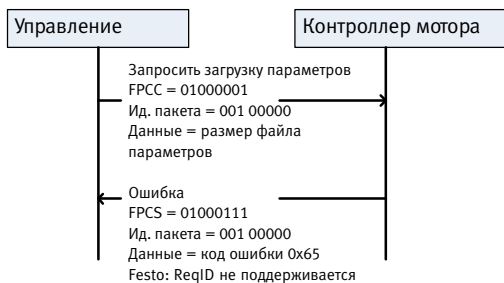 Управление
Контроллер мотора
Запросить загрузку параметров
FPCC = 01000001
Ид. пакета = 001 00000
Данные = размер файла
параметров
Ошибка
FPCS = 01000111
Ид. пакета = 001 00000
Данные = код ошибки 0x65
Festo: ReqID не поддерживается